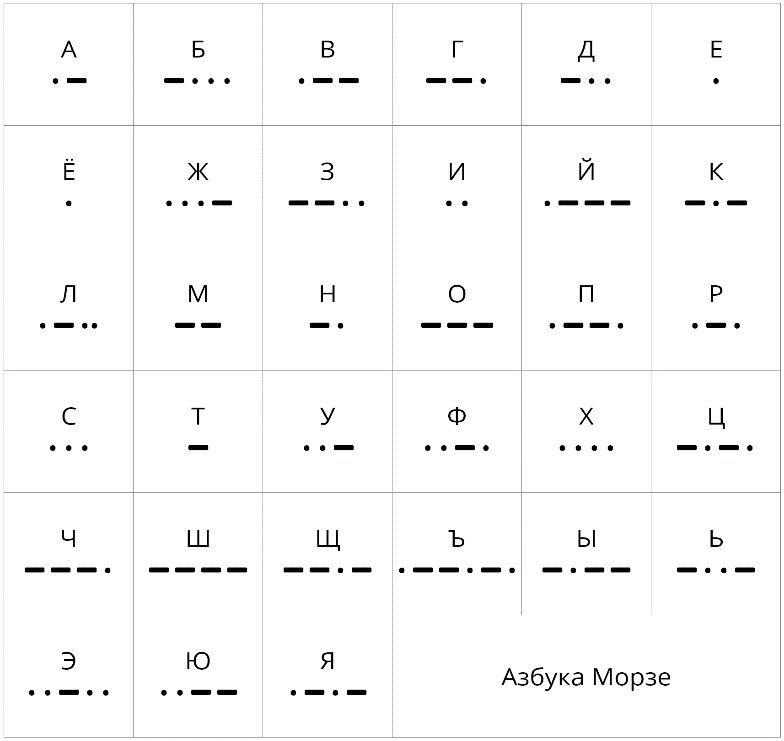 А Б В Г Д Е
·− −··· ·−− −−· −·· ·
Ё Ж З И Й К
· ···− −−·· ·· ·−−− −·−
Л М Н О П Р
·−·· −− −· −−− ·−−· ·−·
С Т У Ф Х Ц
··· − ··− ··−· ···· −·−·
Ч Ш Щ Ъ Ы Ь
−−−· −−−− −−·− ·−−·−· −·−− −··−
Э Ю Я
··−·· ··−− ·−·−
Азбука Морзе